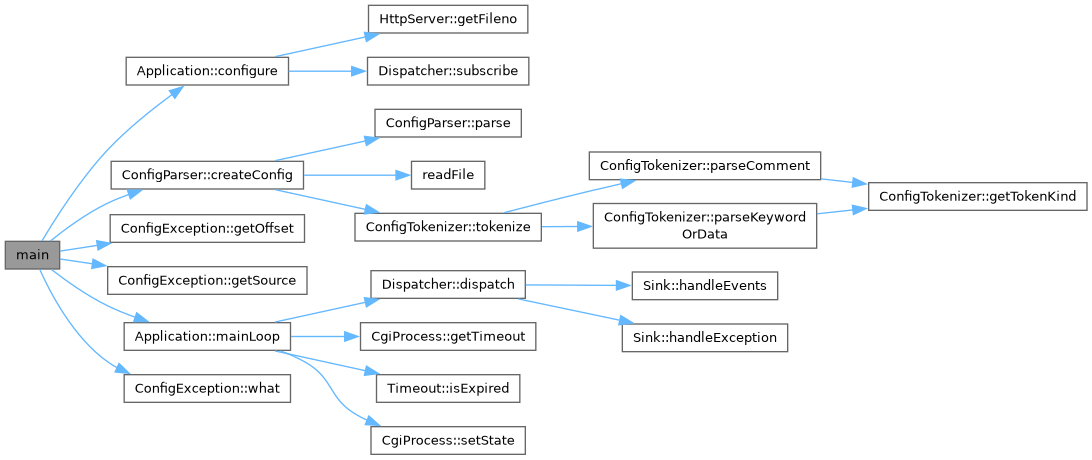 HttpServer::getFileno
Application::configure
Dispatcher::subscribe
ConfigParser::parse
ConfigParser::createConfig
readFile
ConfigTokenizer::parseComment
ConfigTokenizer::getTokenKind
ConfigTokenizer::tokenize
ConfigTokenizer::parseKeyword
OrData
ConfigException::getOffset
main
ConfigException::getSource
Dispatcher::dispatch
Sink::handleEvents
Application::mainLoop
CgiProcess::getTimeout
Sink::handleException
ConfigException::what
Timeout::isExpired
CgiProcess::setState